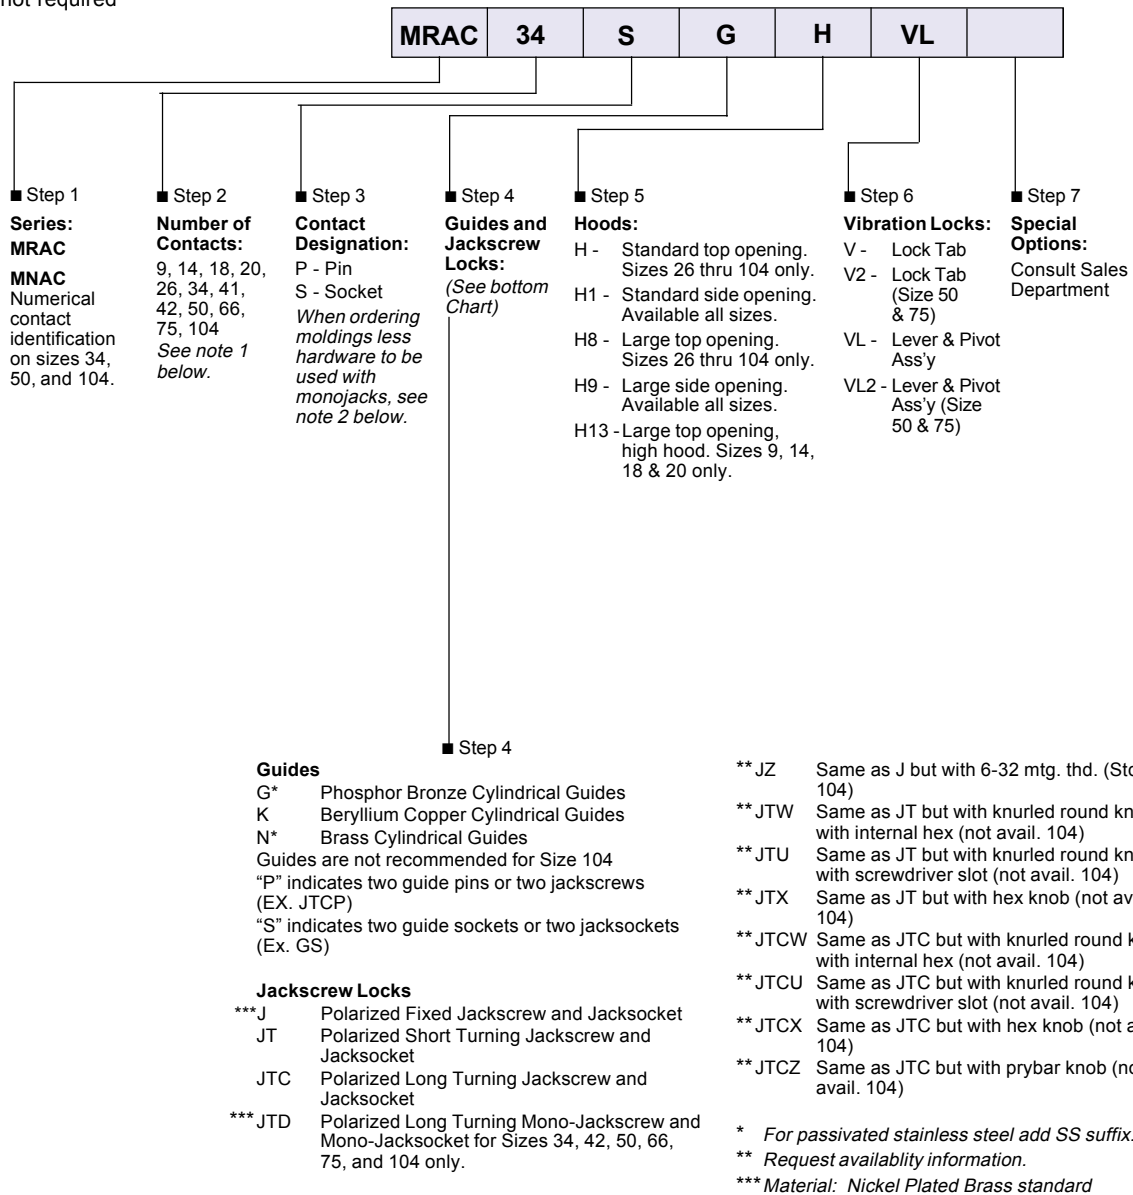 not required
MRAC 34 S G H VL
■ Step 1
Series:
MRAC
MNAC
Numerical
contact
identification
on sizes 34,
50, and 104.
■ Step 2
Number of
Contacts:
9, 14, 18, 20,
26, 34, 41,
42, 50, 66,
75, 104
See note 1
below.
■ Step 3
Contact
Designation:
P - Pin
S - Socket
When ordering
moldings less
hardware to be
used with
monojacks, see
note 2 below.
■ Step 4
Guides and
Jackscrew
Locks:
(See bottom
Chart)
■ Step 5
Hoods:
H - Standard top opening.
Sizes 26 thru 104 only.
H1 - Standard side opening.
Available all sizes.
H8 - Large top opening.
Sizes 26 thru 104 only.
H9 - Large side opening.
Available all sizes.
H13 - Large top opening,
high hood. Sizes 9, 14,
18 & 20 only.
■ Step 6
Vibration Locks:
V - Lock Tab
V2 - Lock Tab
(Size 50
& 75)
VL - Lever & Pivot
Ass'y
VL2 - Lever & Pivot
Ass'y (Size
50 & 75)
■ Step 7
Special
Options:
Consult Sales
Department
■ Step 4
Guides
G* Phosphor Bronze Cylindrical Guides
K Beryllium Copper Cylindrical Guides
N* Brass Cylindrical Guides
Guides are not recommended for Size 104
“P” indicates two guide pins or two jackscrews
(EX. JTCP)
“S” indicates two guide sockets or two jacksockets
(Ex. GS)
Jackscrew Locks
***J Polarized Fixed Jackscrew and Jacksocket
JT Polarized Short Turning Jackscrew and
Jacksocket
JTC Polarized Long Turning Jackscrew and
Jacksocket
***JTD Polarized Long Turning Mono-Jackscrew and
Mono-Jacksocket for Sizes 34, 42, 50, 66,
75, and 104 only.
**JZ Same as J but with 6-32 mtg. thd.
104)
**JTW Same as JT but with knurled round
with internal hex (not avail. 104)
**JTU Same as JT but with knurled round
with screwdriver slot (not avail. 104)
**JTX Same as JT but with hex knob (not
104)
**JTCW Same as JTC but with knurled round
with internal hex (not avail. 104)
**JTCU Same as JTC but with knurled round
with screwdriver slot (not avail. 104)
**JTCX Same as JTC but with hex knob (not
104)
**JTCZ Same as JTC but with prybar knob
avail. 104)
* For passivated stainless steel add SS suffix.
** Request availablity information.
*** Material: Nickel Plated Brass standard